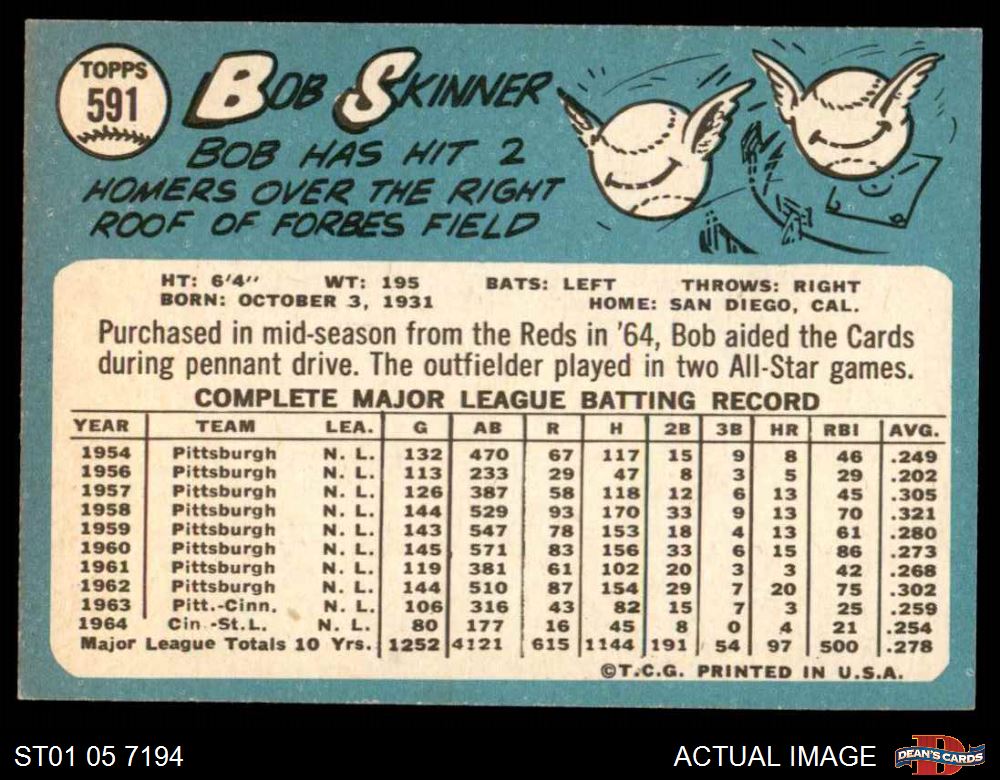 TOPPS
591
BOB SKINNER
BOB HAS HIT 2
HOMERS OVER THE RIGHT
ROOF OF FORBES FIELD
HT: 6'4" WT: 195 BATS: LEFT THROWS: RIGHT
BORN: OCTOBER 3, 1931 HOME: SAN DIEGO, CAL.
Purchased in mid-season from the Reds in '64, Bob aided the Cards
during pennant drive. The outfielder played in two All-Star games.
COMPLETE MAJOR LEAGUE BATTING RECORD
YEAR TEAM LEA. G AB R H 2B 3B HR RBI AVG.
1954 Pittsburgh N. L. 132 470 67 117 15 9 8 46 .249
1956 Pittsburgh N. L. 113 233 29 47 8 3 5 29 .202
1957 Pittsburgh N. L. 126 387 58 118 12 6 13 45 .305
1958 Pittsburgh N. L. 144 529 93 170 33 9 13 70 .321
1959 Pittsburgh N. L. 143 547 78 153 18 4 13 61 .280
1960 Pittsburgh N. L. 145 571 83 156 33 6 15 86 .273
1961 Pittsburgh N. L. 119 381 61 102 20 3 3 42 .268
1962 Pittsburgh N. L. 144 510 87 154 29 7 20 75 .302
1963 Pitt.-Cinn. N. L. 106 316 43 82 15 7 3 25 .259
1964 Cin.-St.L. N. L. 80 177 16 45 8 0 4 21 .254
Major League Totals 10 Yrs. 1252 4121 615 1144 191 54 97 500 .278
©T.C.G. PRINTED IN U.S.A.
ST01 05 7194 ACTUAL IMAGE DEAN'S CARDS